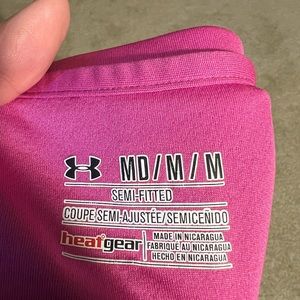 MD/M/M
SEMI-FITTED
COUPE SEMI-AJUSTÉE/SEMICEÑIDO
heatgear
MADE IN NICARAGUA
FABRIQUÉ AU NICARAGUA
HECHO EN NICARAGUA